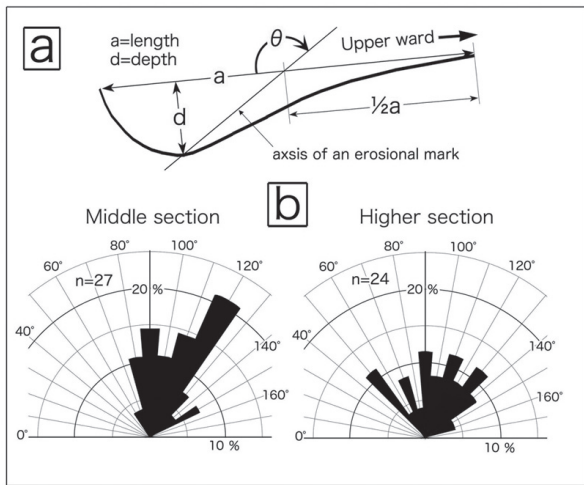 a
a=length
d=depth
θ
Upper ward
a
d
½a
axsis of an erosional mark
b
Middle section
Higher section
n=27
20 %
0°
40°
60°
80°
100°
120°
140°
160°
10 %
n=24
20 %
0°
40°
60°
80°
100°
120°
140°
160°
10 %